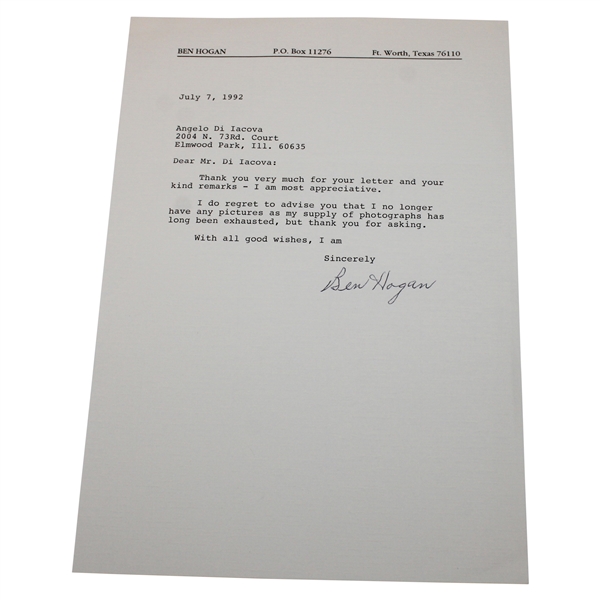 BEN HOGAN P.O. Box 11276 Ft. Worth, Texas 76110
July 7, 1992
Angelo Di Iacova
2004 N. 73Rd. Court
Elmwood Park, Ill. 60635
Dear Mr. Di Iacova:
Thank you very much for your letter and your
kind remarks - I am most appreciative.
I do regret to advise you that I no longer
have any pictures as my supply of photographs has
long been exhausted, but thank you for asking.
With all good wishes, I am
Sincerely
Ben Hogan